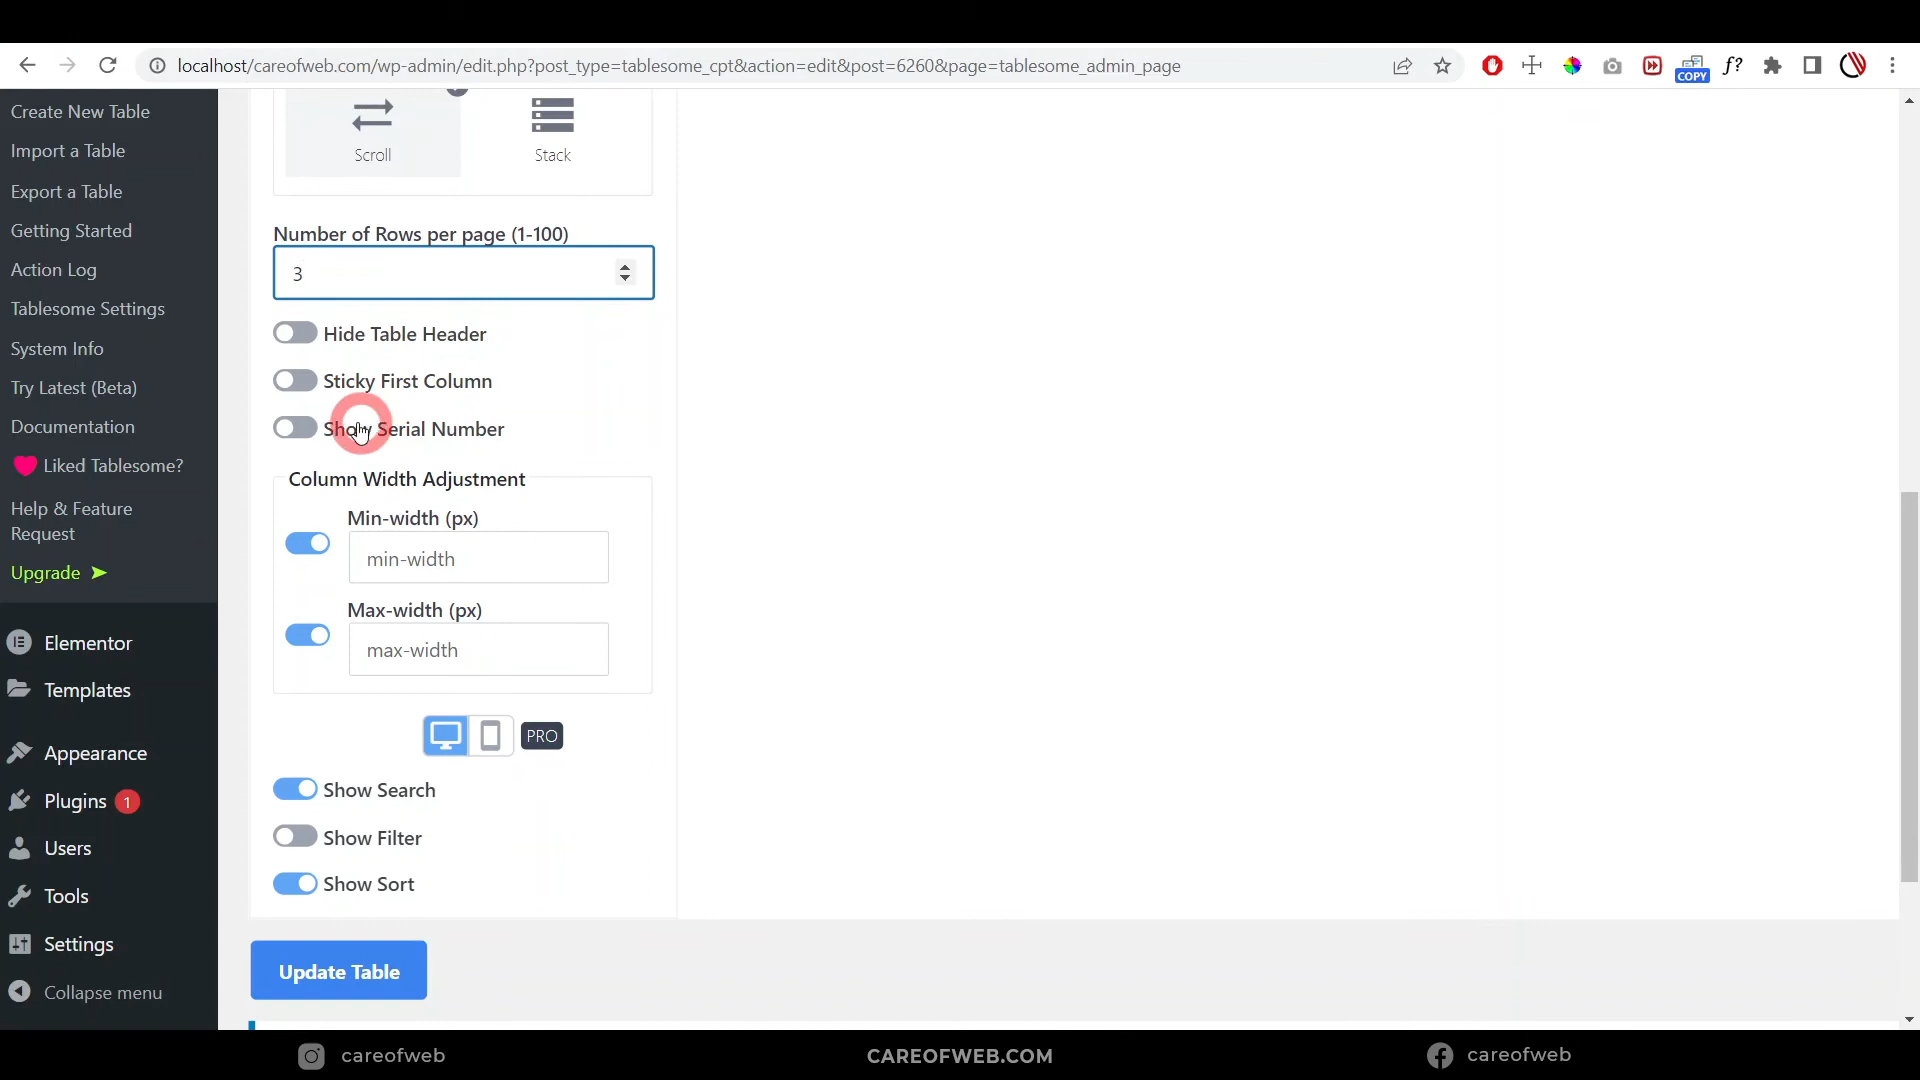 localhost/careofweb.com/wp-admin/edit.php?post_type=tablesome_cpt&action=edit&post=6260&page=tablesome_admin_page
COPY
f?
Create New Table
Import a Table
Export a Table
Getting Started
Action Log
Tablesome Settings
System Info
Try Latest (Beta)
Documentation
Liked Tablesome?
Help & Feature
Request
Upgrade ➤
Elementor
Templates
Appearance
Plugins 1
Users
Tools
Settings
Collapse menu
Scroll
Stack
Number of Rows per page (1-100)
3
Hide Table Header
Sticky First Column
Show Serial Number
Column Width Adjustment
Min-width (px)
min-width
Max-width (px)
max-width
PRO
Show Search
Show Filter
Show Sort
Update Table
careofweb
CAREOFWEB.COM
careofweb